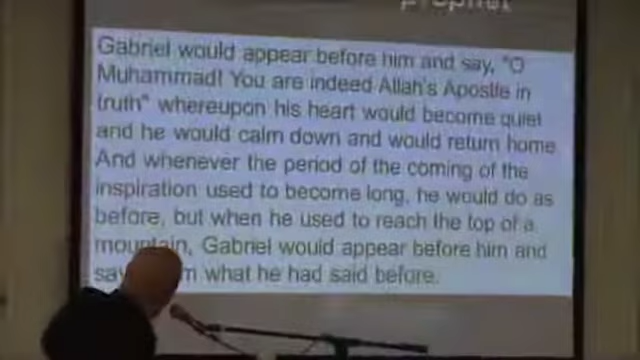 prophet
Gabriel would appear before him and say, "O
Muhammad! You are indeed Allah's Apostle in
truth" whereupon his heart would become quiet
and he would calm down and would return home.
And whenever the period of the coming of the
inspiration used to become long, he would do as
before, but when he used to reach the top of a
mountain, Gabriel would appear before him and
say what he had said before.